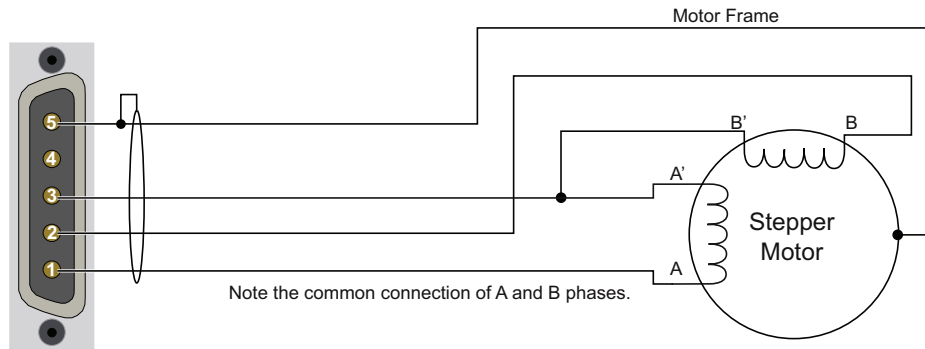 Motor Frame
5
4
3
2
1
B'
B
A'
A
Stepper
Motor
Note the common connection of A and B phases.